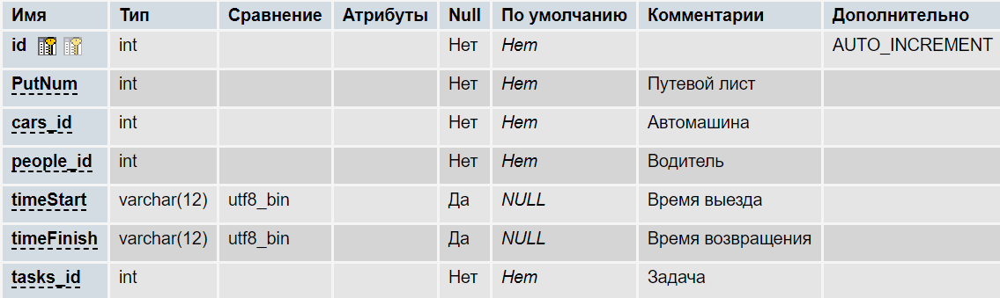 Имя Тип Сравнение Атрибуты Null По умолчанию Комментарии Дополнительно
id int Нет Нет AUTO_INCREMENT
PutNum int Нет Нет Путевой лист
cars_id int Нет Нет Автомашина
people_id int Нет Нет Водитель
timeStart varchar(12) utf8_bin Да NULL Время выезда
timeFinish varchar(12) utf8_bin Да NULL Время возвращения
tasks_id int Нет Нет Задача